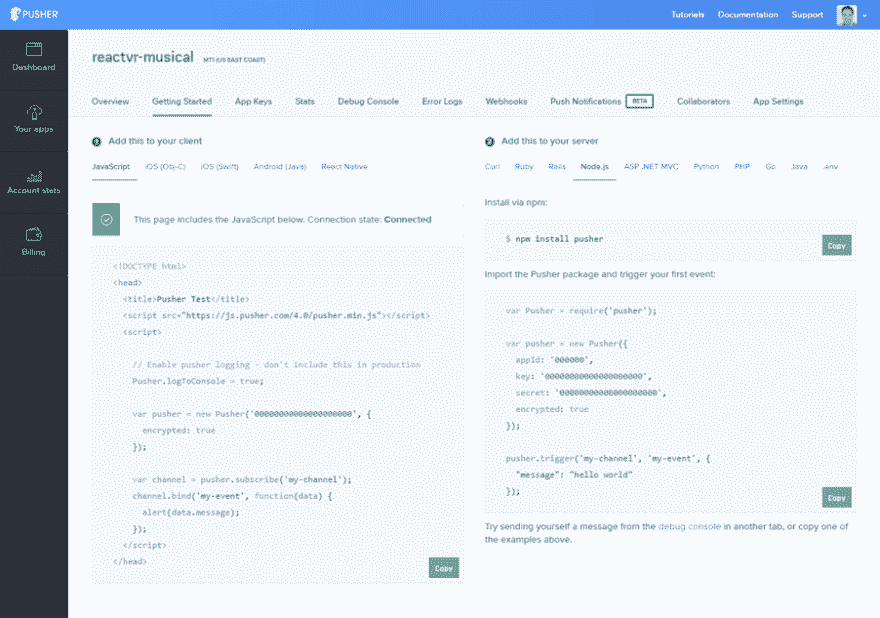 PUSHER
Tutorials Documentation Support
Dashboard
Your apps
Account stats
Billing
reactvr-musical MT1 (US EAST COAST)
Overview Getting Started App Keys Stats Debug Console Error Logs Webhooks Push Notifications BETA Collaborators App Settings
1 Add this to your client
JavaScript iOS (Obj-C) iOS (Swift) Android (Java) React Native
This page includes the JavaScript below. Connection state: Connected
<!DOCTYPE html>
<head>
<title>Pusher Test</title>
<script src="https://js.pusher.com/4.0/pusher.min.js"></script>
<script>
// Enable pusher logging - don't include this in production
Pusher.logToConsole = true;
var pusher = new Pusher('00000000000000000000', {
encrypted: true
});
var channel = pusher.subscribe('my-channel');
channel.bind('my-event', function(data) {
alert(data.message);
});
</script>
</head>
Copy
2 Add this to your server
Curl Ruby Rails Node.js ASP .NET MVC Python PHP Go Java .env
Install via npm:
$ npm install pusher
Copy
Import the Pusher package and trigger your first event:
var Pusher = require('pusher');
var pusher = new Pusher({
appId: '000000',
key: '00000000000000000000',
secret: '00000000000000000000',
encrypted: true
});
pusher.trigger('my-channel', 'my-event', {
"message": "hello world"
});
Copy
Try sending yourself a message from the debug console in another tab, or copy one of
the examples above.